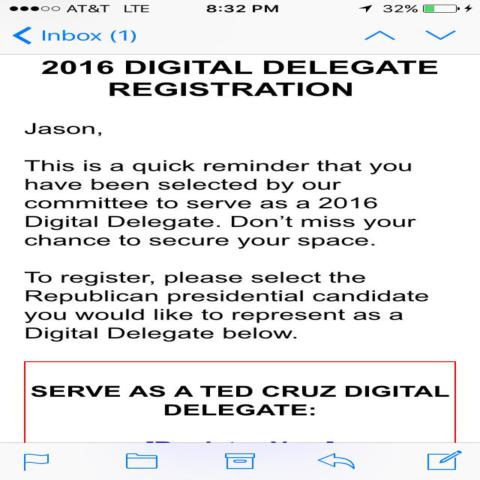 AT&T LTE 8:32 PM 32%
Inbox (1)
2016 DIGITAL DELEGATE
REGISTRATION
Jason,
This is a quick reminder that you
have been selected by our
committee to serve as a 2016
Digital Delegate. Don't miss your
chance to secure your space.
To register, please select the
Republican presidential candidate
you would like to represent as a
Digital Delegate below.
SERVE AS A TED CRUZ DIGITAL
DELEGATE: